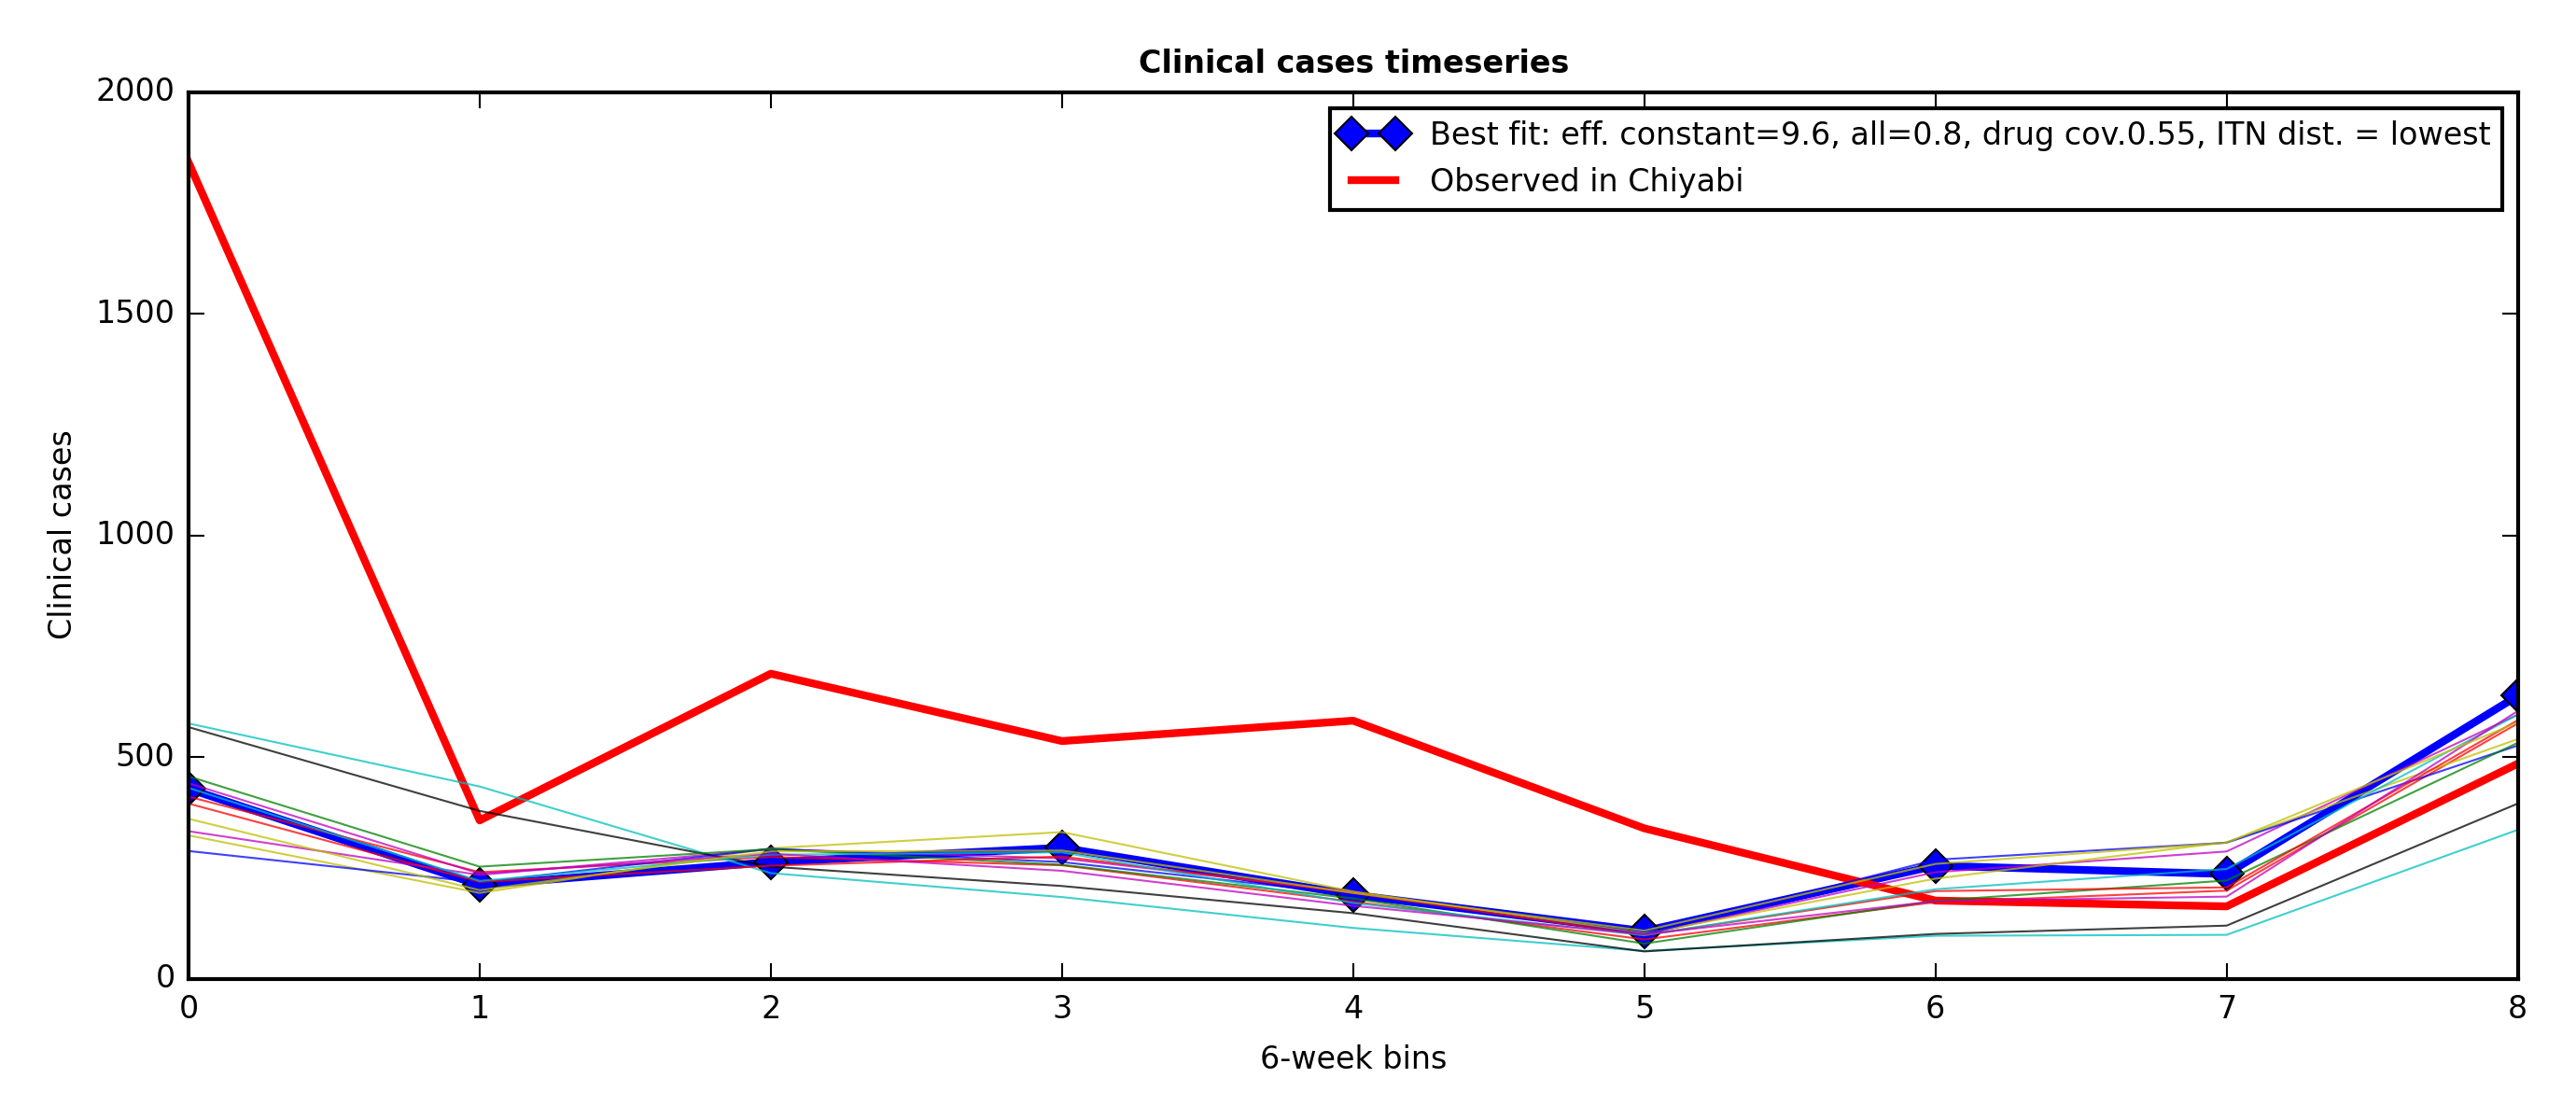 Clinical cases timeseries
2000
1500
1000
500
0
Clinical cases
Best fit: eff. constant=9.6, all=0.8, drug cov.0.55, ITN dist. = lowest
Observed in Chiyabi
0 1 2 3 4 5 6 7 8
6-week bins